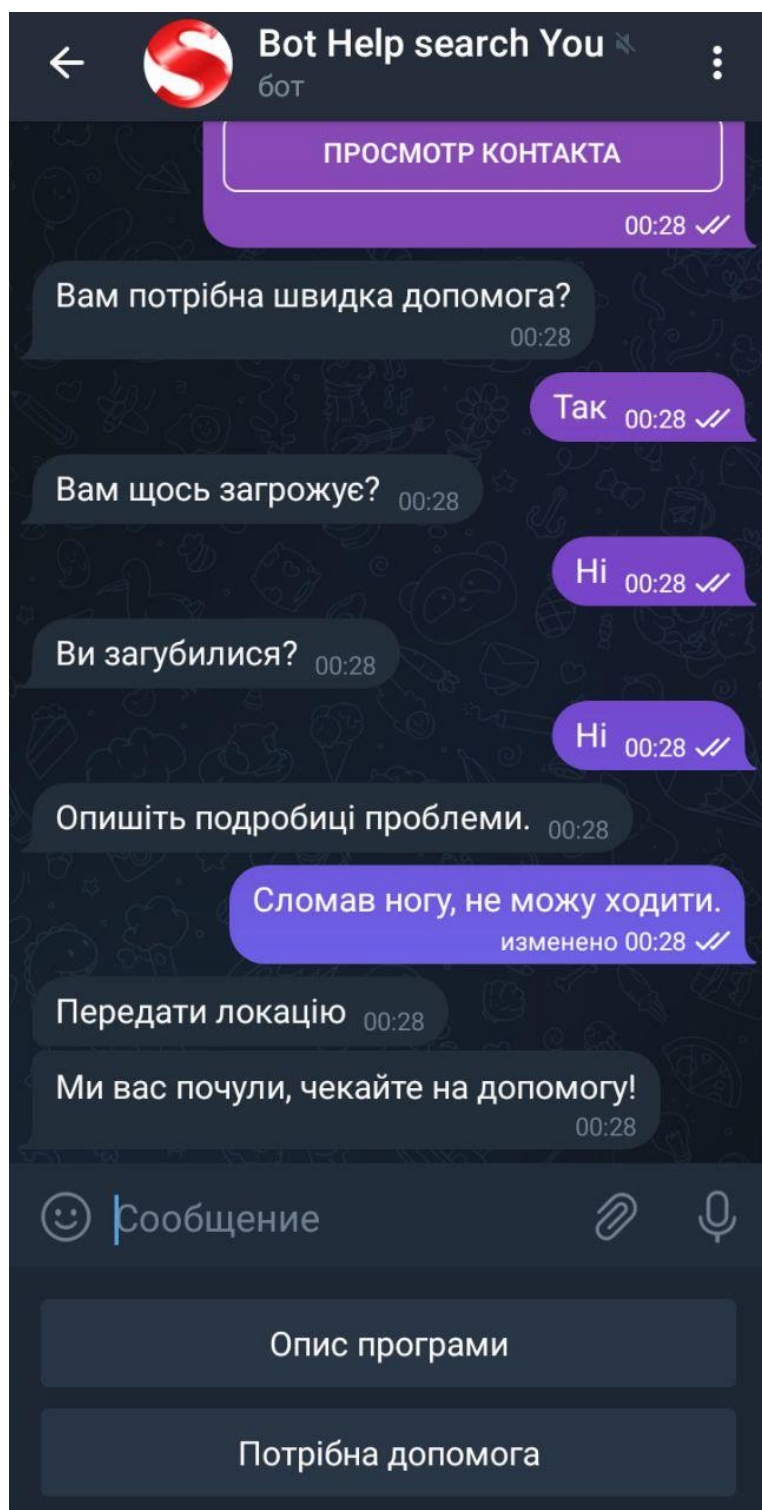 Bot Help search You
бот
ПРОСМОТР КОНТАКТА
00:28
Вам потрібна швидка допомога?
00:28
Так 00:28
Вам щось загрожує? 00:28
Ні 00:28
Ви загубилися? 00:28
Ні 00:28
Опишіть подробиці проблеми. 00:28
Сломав ногу, не можу ходити.
изменено 00:28
Передати локацію 00:28
Ми вас почули, чекайте на допомогу!
00:28
Сообщение
Опис програми
Потрібна допомога